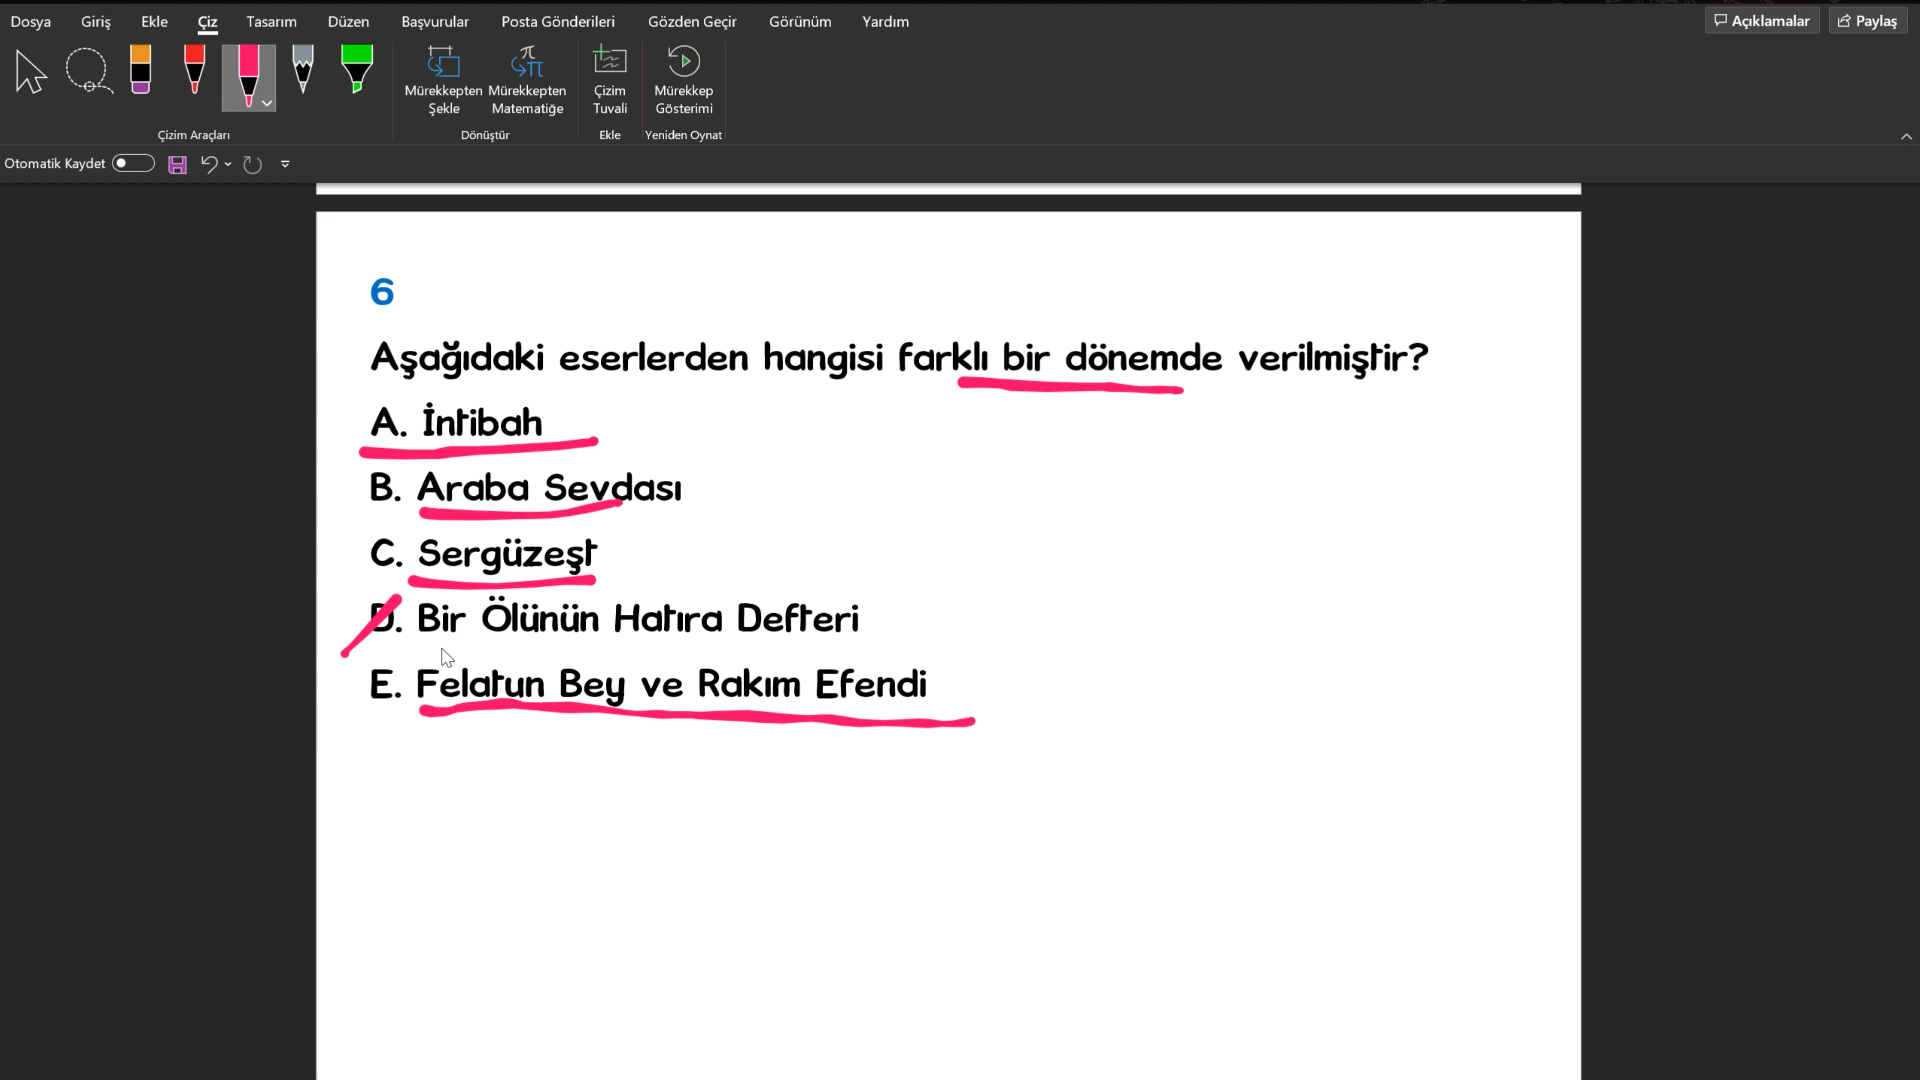 Dosya Giriş Ekle Çiz Tasarım Düzen Başvurular Posta Gönderileri Gözden Geçir Görünüm Yardım Açıklamalar Paylaş
Mürekkepten Şekle Mürekkepten Matematiğe Çizim Tuvali Mürekkep Gösterimi
Çizim Araçları Dönüştür Ekle Yeniden Oynat
Otomatik Kaydet
6
Aşağıdaki eserlerden hangisi farklı bir dönemde verilmiştir?
A. İntibah
B. Araba Sevdası
C. Sergüzeşt
D. Bir Ölünün Hatıra Defteri
E. Felatun Bey ve Rakım Efendi